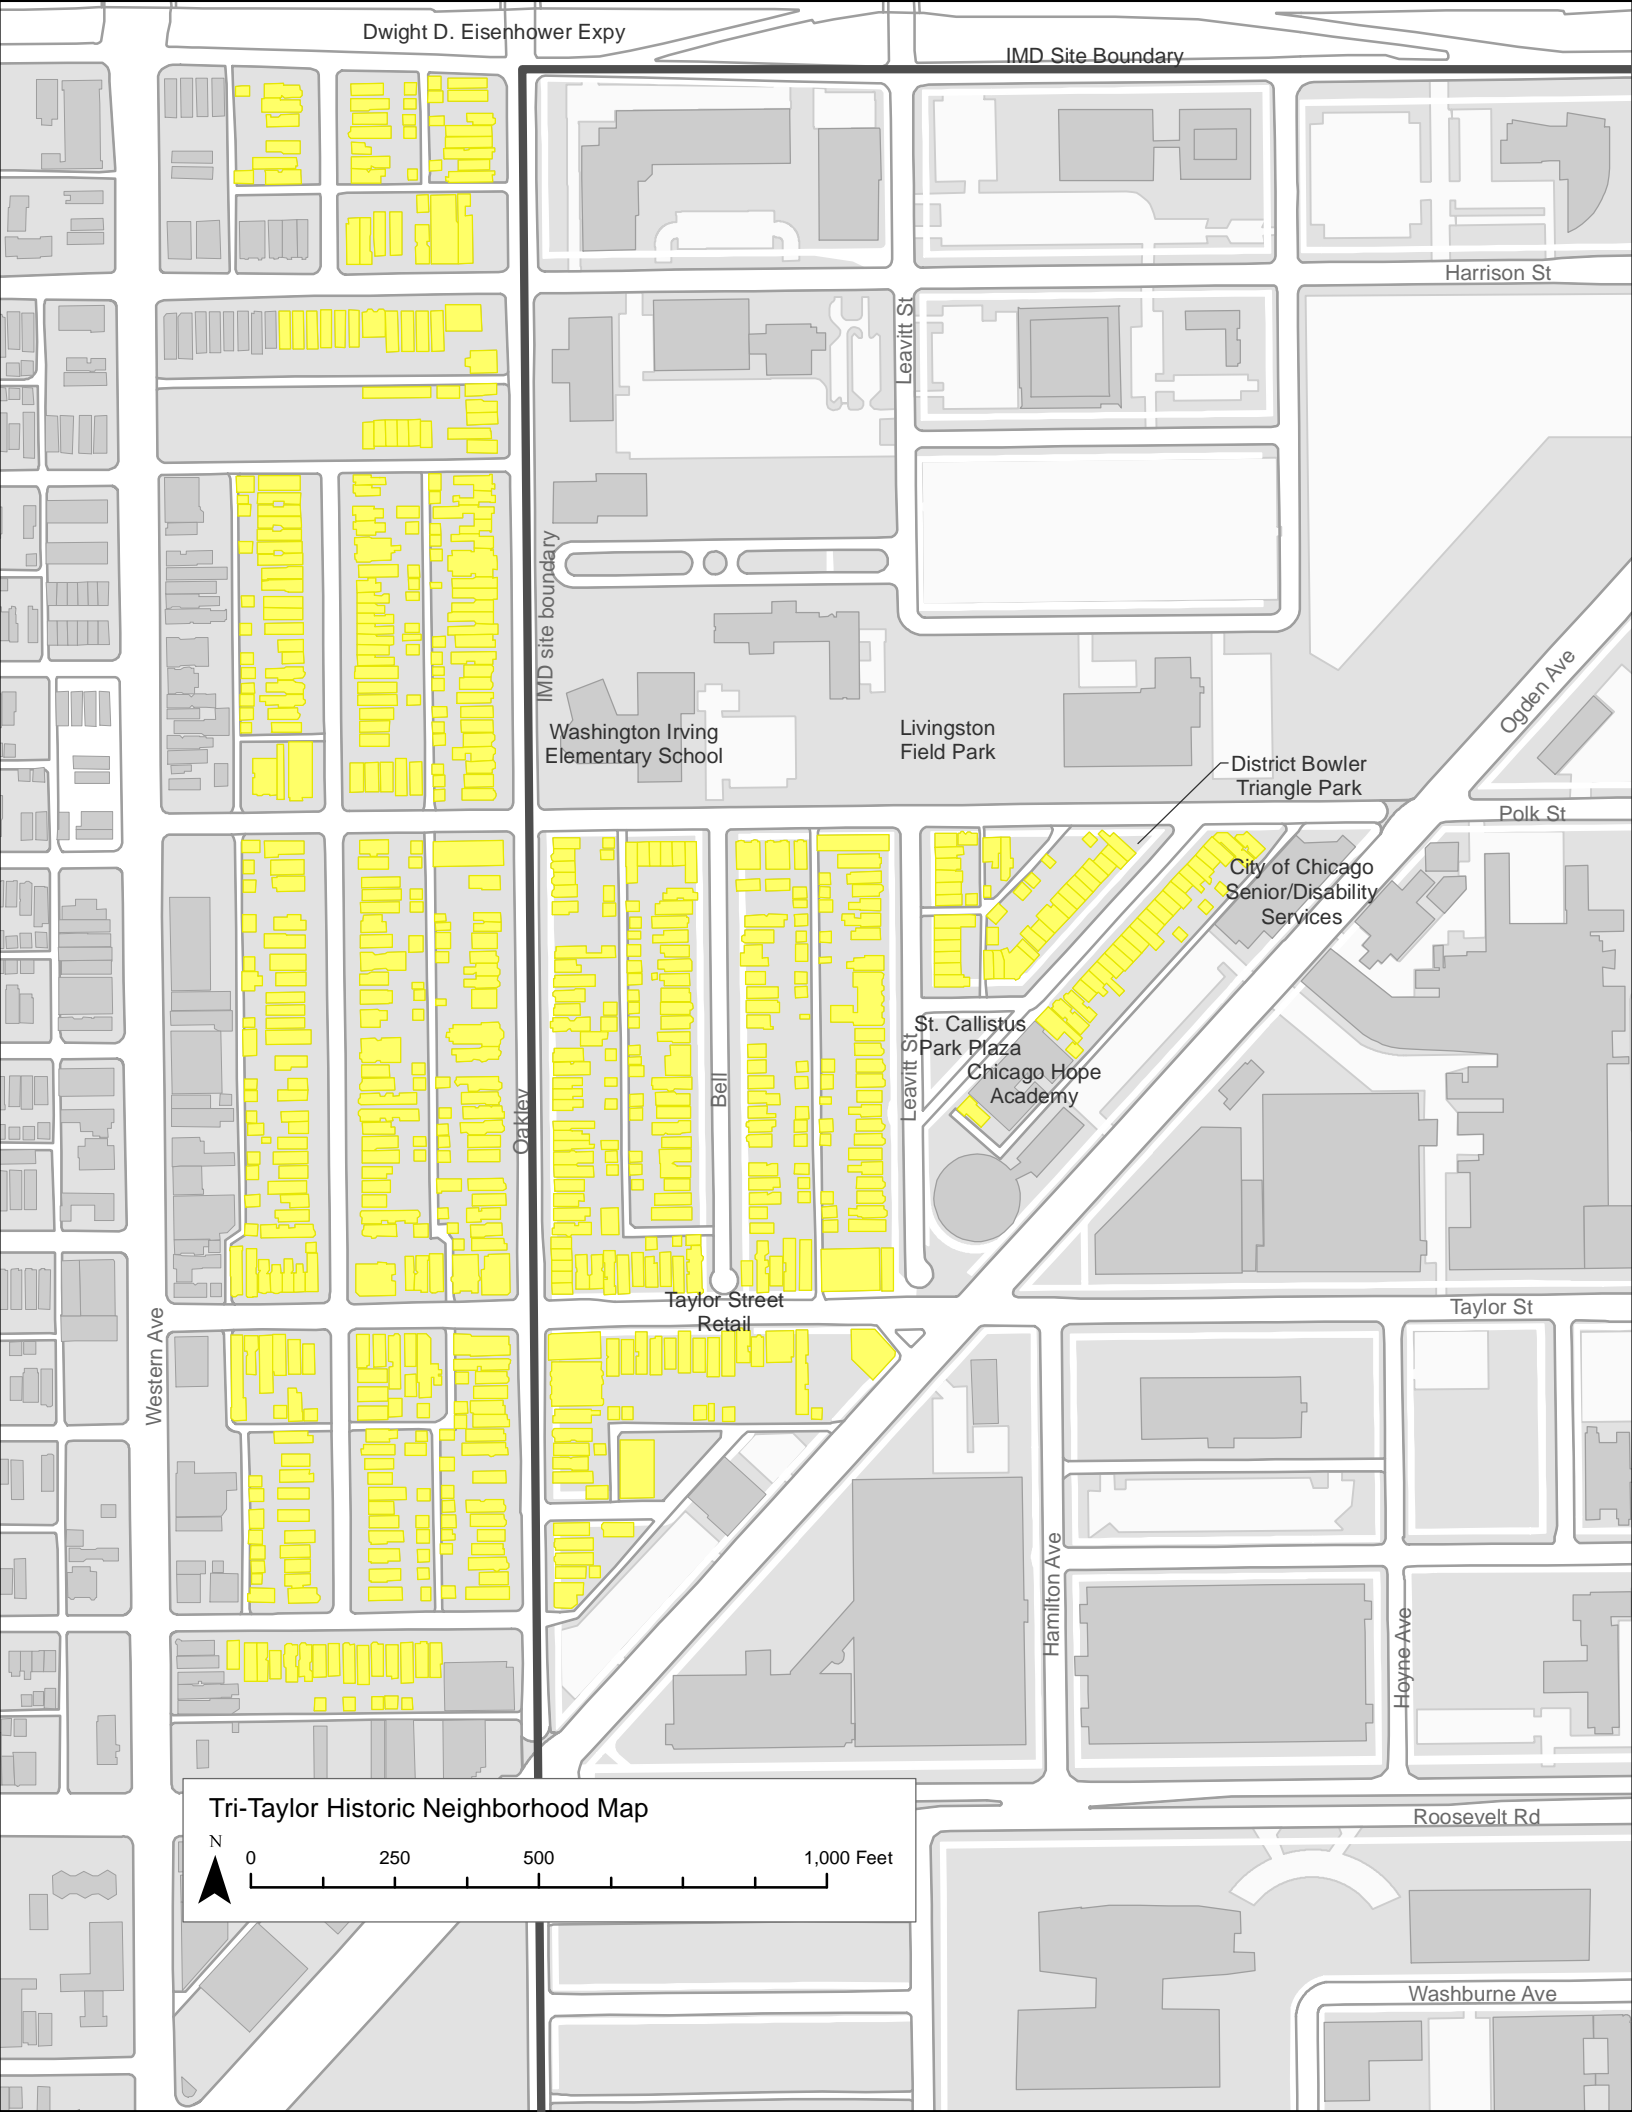 Dwight D. Eisenhower Expy
IMD Site Boundary
Harrison St
Leavitt St
IMD site boundary
Ogden Ave
Washington Irving
Elementary School
Livingston
Field Park
District Bowler
Triangle Park
Polk St
City of Chicago
Senior/Disability
Services
St. Callistus
Park Plaza
Leavitt St
Chicago Hope
Academy
Bell
Oakley
Taylor Street
Retail
Taylor St
Western Ave
Hamilton Ave
Hoyne Ave
Tri-Taylor Historic Neighborhood Map
N
0 250 500 1,000 Feet
Roosevelt Rd
Washburne Ave